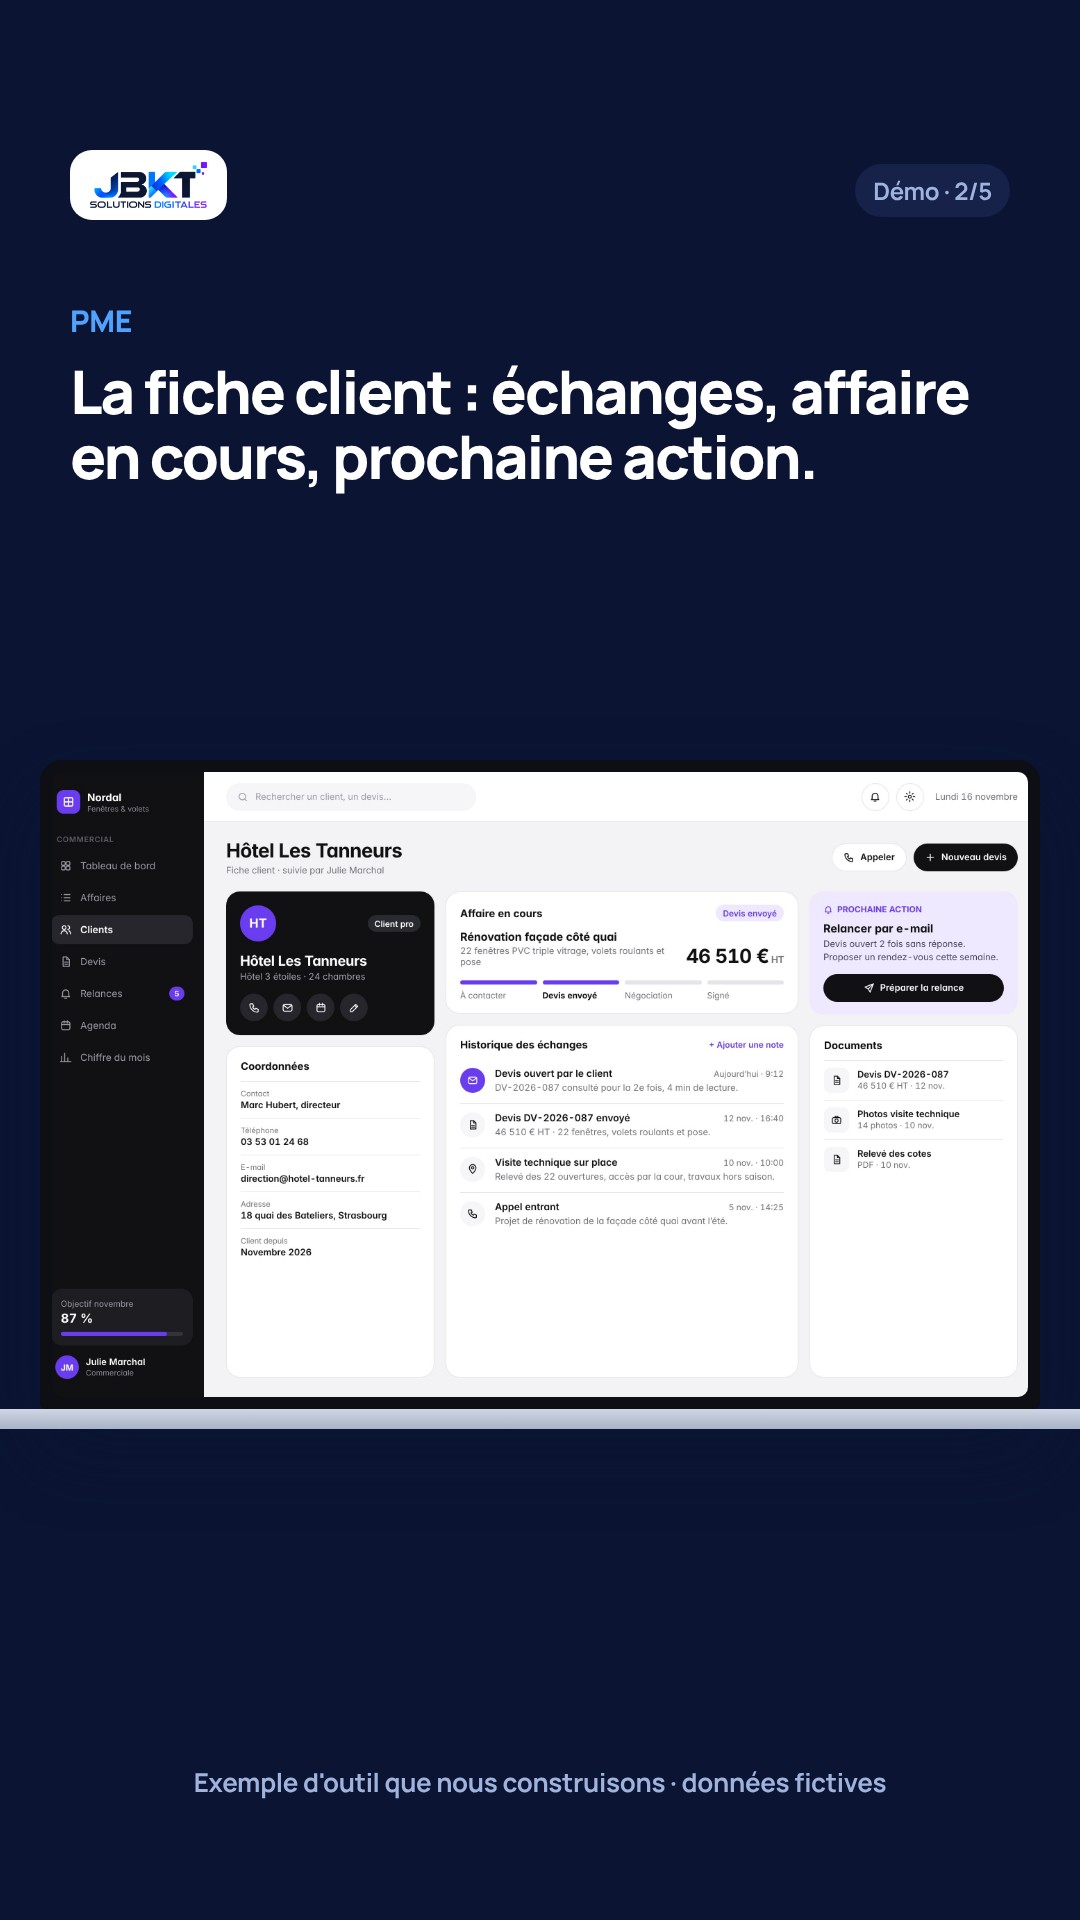 JBKT
SOLUTIONS DIGITALES
Démo · 2/5
PME
La fiche client : échanges, affaire
en cours, prochaine action.
Nordal
Fenêtres & volets
COMMERCIAL
Tableau de bord
Affaires
Clients
Devis
Relances
5
Agenda
Chiffre du mois
Objectif novembre
87 %
JM
Julie Marchal
Commerciale
Rechercher un client, un devis...
Lundi 16 novembre
Hôtel Les Tanneurs
Fiche client · suivie par Julie Marchal
Appeler
Nouveau devis
HT
Client pro
Hôtel Les Tanneurs
Hôtel 3 étoiles · 24 chambres
Coordonnées
Contact
Marc Hubert, directeur
Téléphone
03 53 01 24 68
E-mail
direction@hotel-tanneurs.fr
Adresse
18 quai des Bateliers, Strasbourg
Client depuis
Novembre 2026
Affaire en cours
Devis envoyé
Rénovation façade côté quai
22 fenêtres PVC triple vitrage, volets roulants et
pose
46 510 € HT
À contacter
Devis envoyé
Négociation
Signé
Historique des échanges
+ Ajouter une note
Devis ouvert par le client
Aujourd'hui · 9:12
DV-2026-087 consulté pour la 2e fois, 4 min de lecture.
Devis DV-2026-087 envoyé
12 nov. · 16:40
46 510 € HT · 22 fenêtres, volets roulants et pose.
Visite technique sur place
10 nov. · 10:00
Relevé des 22 ouvertures, accès par la cour, travaux hors saison.
Appel entrant
5 nov. · 14:25
Projet de rénovation de la façade côté quai avant l'été.
PROCHAINE ACTION
Relancer par e-mail
Devis ouvert 2 fois sans réponse.
Proposer un rendez-vous cette semaine.
Préparer la relance
Documents
Devis DV-2026-087
46 510 € HT · 12 nov.
Photos visite technique
14 photos · 10 nov.
Relevé des cotes
PDF · 10 nov.
Exemple d'outil que nous construisons · données fictives